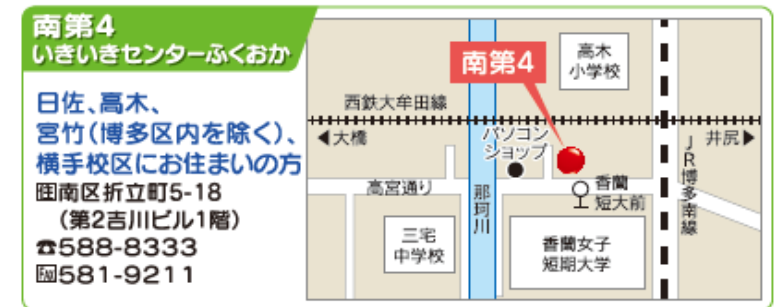 南第4
いきいきセンターふくおか
日佐、高木、
宮竹(博多区内を除く)、
横手校区にお住まいの方
住南区折立町5-18
(第2吉川ビル1階)
☎588-8333
FAX581-9211
南第4
高木
小学校
西鉄大牟田線
◀大橋
パソコン
ショップ
JR博多南線
井尻▶
高宮通り
那珂川
香蘭
短大前
三宅
中学校
香蘭女子
短期大学